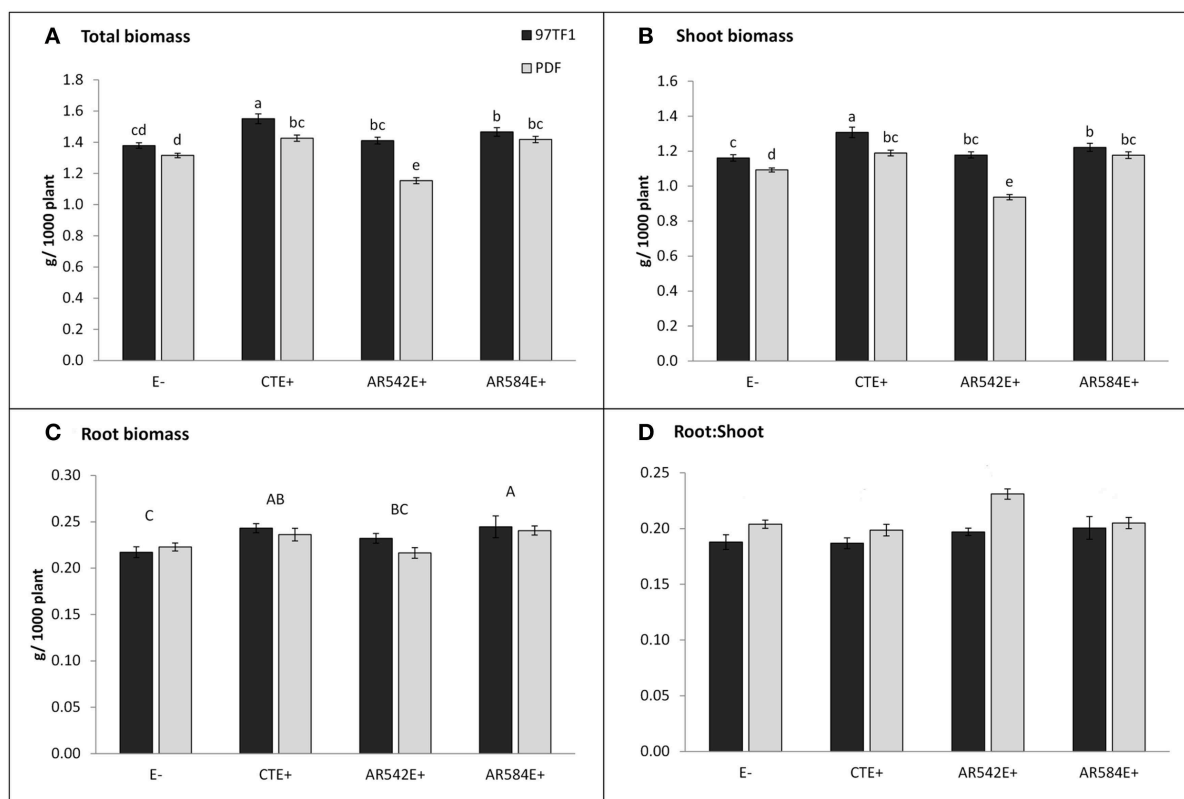 A Total biomass
97TF1
PDF
g/ 1000 plant
1.8
1.6
1.4
1.2
1.0
0.8
0.6
0.4
0.2
0.0
cd d a bc bc e b bc
E- CTE+ AR542E+ AR584E+
B Shoot biomass
g/ 1000 plant
1.6
1.4
1.2
1.0
0.8
0.6
0.4
0.2
0.0
c d a bc bc e b bc
E- CTE+ AR542E+ AR584E+
C Root biomass
g/ 1000 plant
0.30
0.25
0.20
0.15
0.10
0.05
0.00
C AB BC A
E- CTE+ AR542E+ AR584E+
D Root:Shoot
0.25
0.20
0.15
0.10
0.05
0.00
E- CTE+ AR542E+ AR584E+